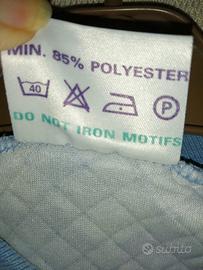 MIN. 85% POLYESTER
40
P
DO NOT IRON MOTIFS
subito